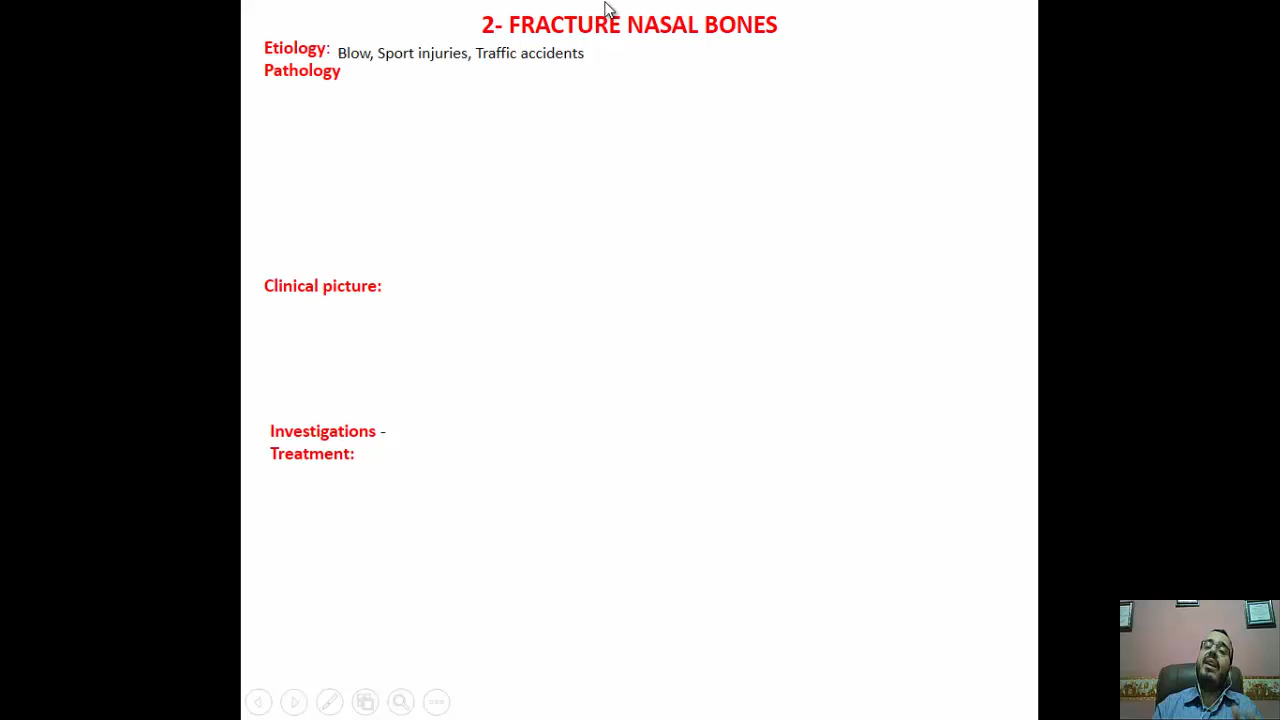 2- FRACTURE NASAL BONES
Etiology: Blow, Sport injuries, Traffic accidents
Pathology
Clinical picture:
Investigations -
Treatment: